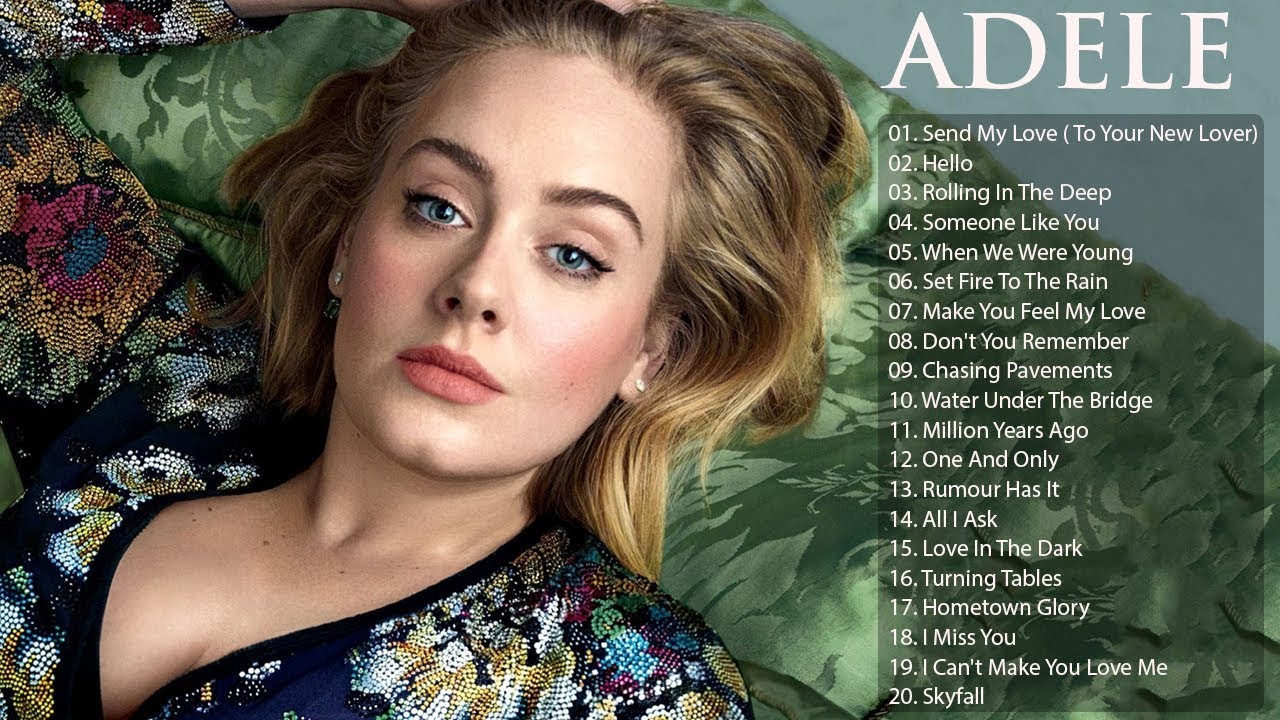 ADELE
01. Send My Love ( To Your New Lover)
02. Hello
03. Rolling In The Deep
04. Someone Like You
05. When We Were Young
06. Set Fire To The Rain
07. Make You Feel My Love
08. Don't You Remember
09. Chasing Pavements
10. Water Under The Bridge
11. Million Years Ago
12. One And Only
13. Rumour Has It
14. All I Ask
15. Love In The Dark
16. Turning Tables
17. Hometown Glory
18. I Miss You
19. I Can't Make You Love Me
20. Skyfall